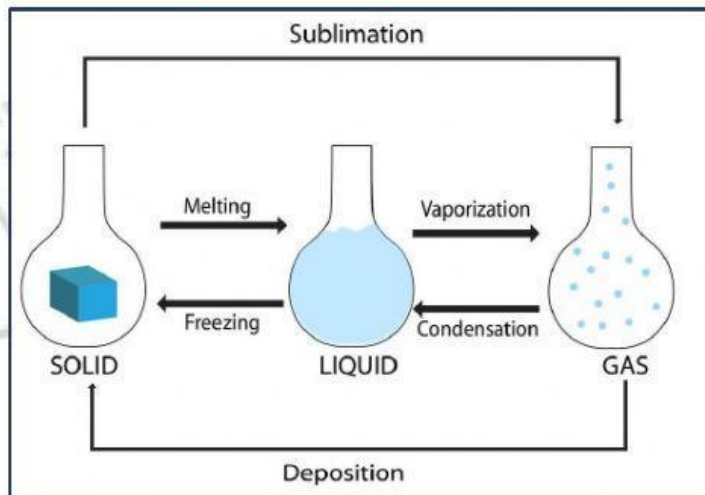 Sublimation
Melting
Vaporization
Freezing
Condensation
SOLID
LIQUID
GAS
Deposition